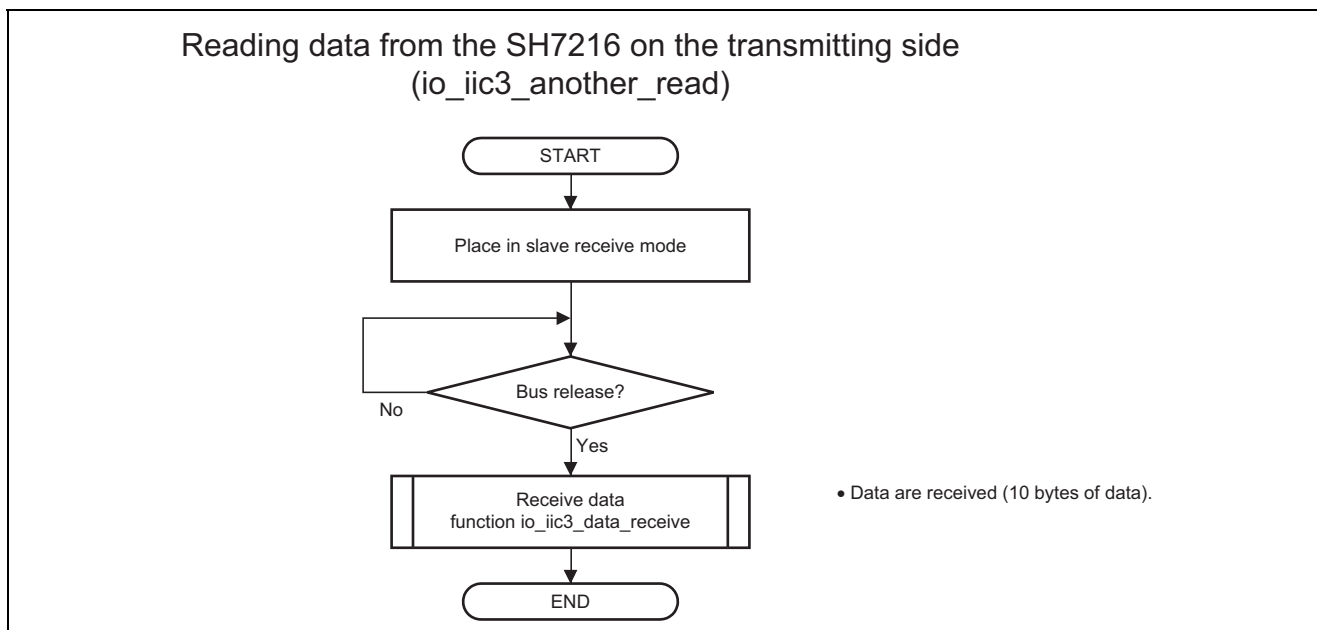 Reading data from the SH7216 on the transmitting side
(io_iic3_another_read)
START
Place in slave receive mode
Bus release?
No
Yes
Receive data
function io_iic3_data_receive
• Data are received (10 bytes of data).
END